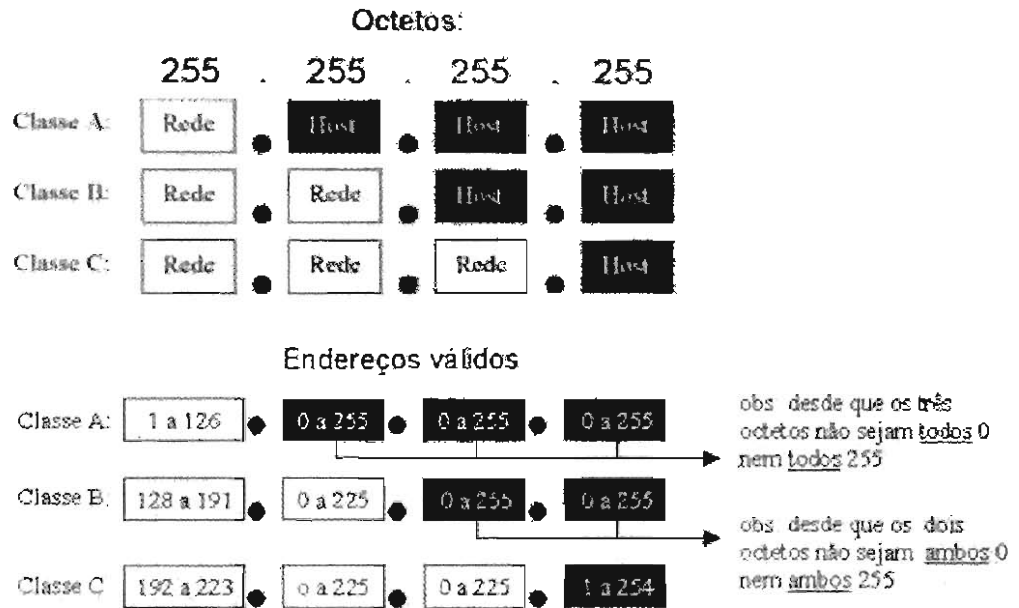 Octetos:
255 . 255 . 255 . 255
Classe A: Rede Host Host Host
Classe B: Rede Rede Host Host
Classe C: Rede Rede Rede Host
Endereços válidos
Classe A: 1 a 126 0 a 255 0 a 255 0 a 255
obs desde que os três
octetos não sejam todos 0
nem todos 255
Classe B: 128 a 191 0 a 225 0 a 255 0 a 255
obs desde que os dois
octetos não sejam ambos 0
nem ambos 255
Classe C 192 a 223 o a 225 0 a 225 1 a 254